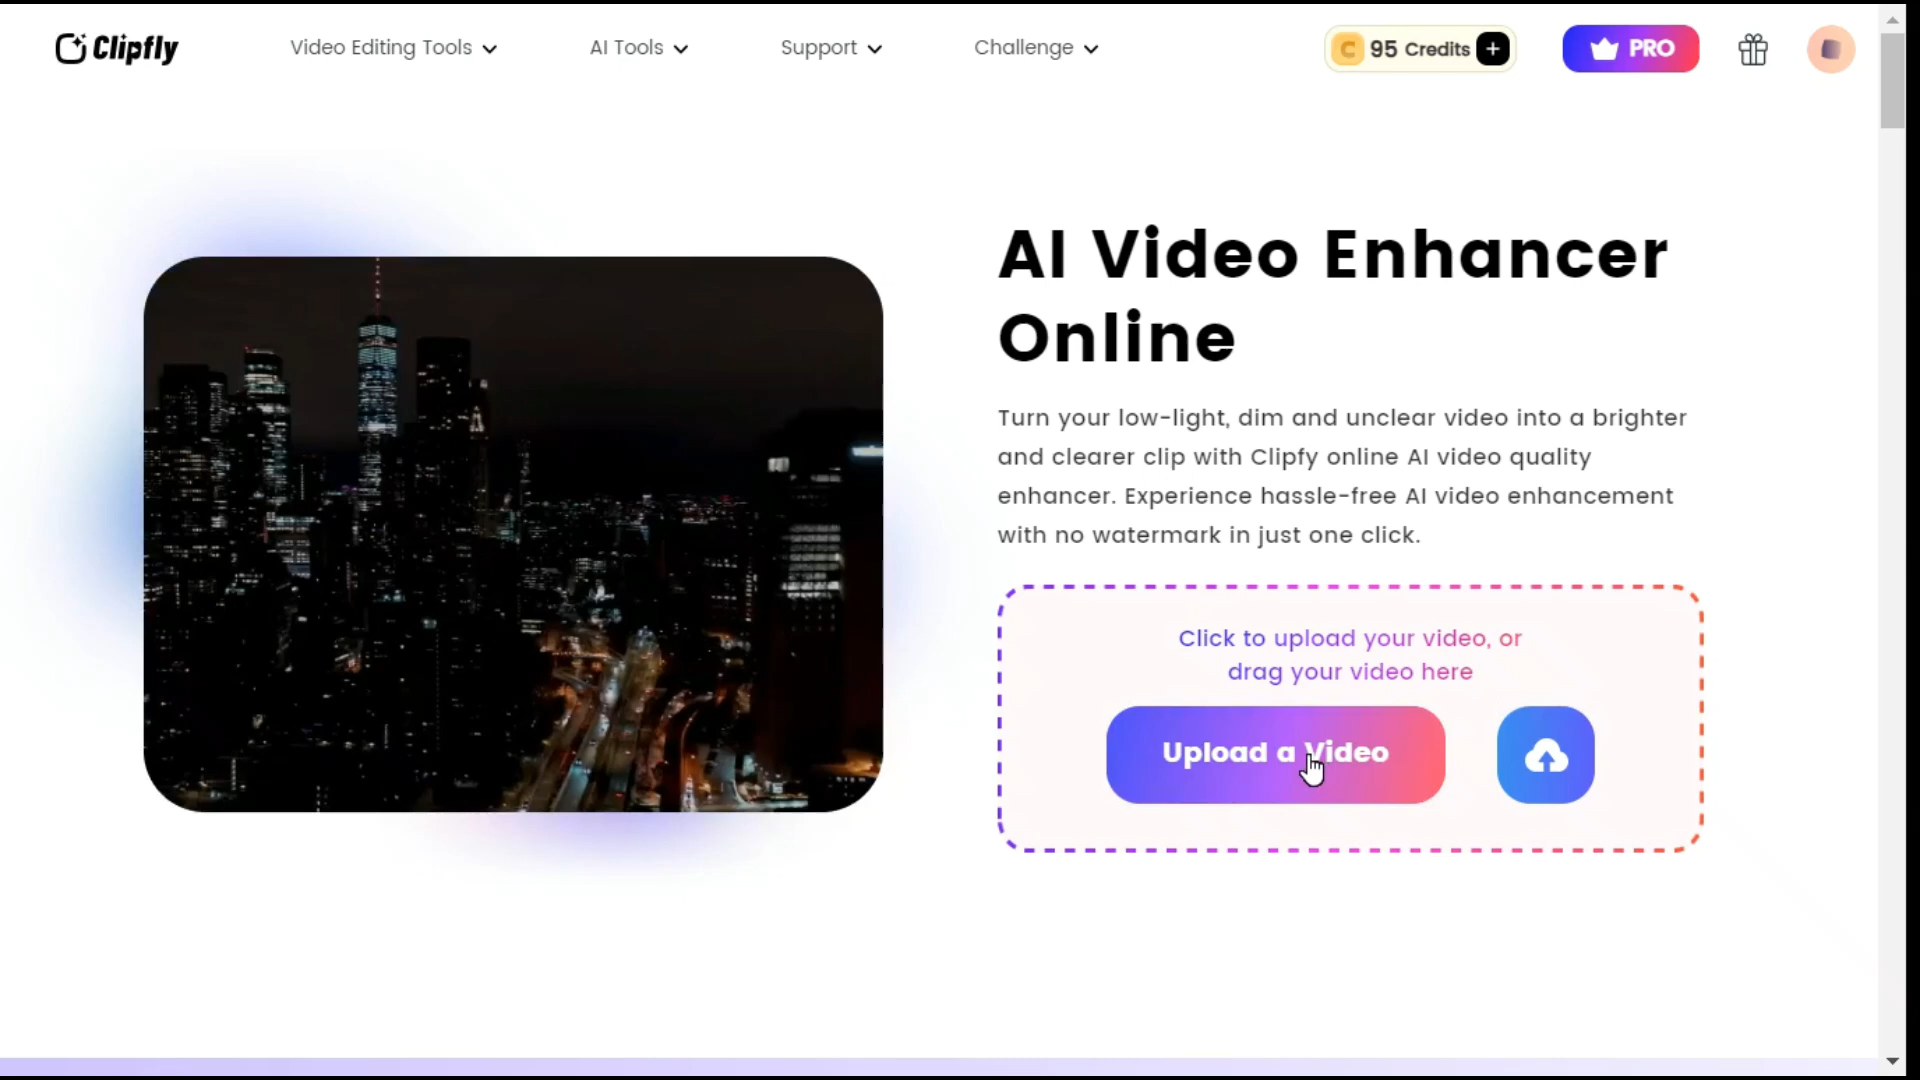 Clipfly
Video Editing Tools
AI Tools
Support
Challenge
C 95 Credits +
PRO
AI Video Enhancer
Online
Turn your low-light, dim and unclear video into a brighter
and clearer clip with Clipfy online AI video quality
enhancer. Experience hassle-free AI video enhancement
with no watermark in just one click.
Click to upload your video, or
drag your video here
Upload a Video